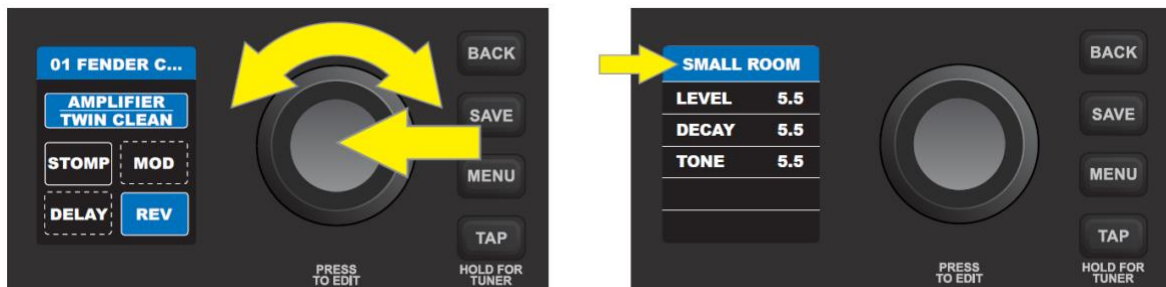 01 FENDER C...
AMPLIFIER
TWIN CLEAN
STOMP MOD
DELAY REV
BACK
SAVE
MENU
TAP
PRESS
TO EDIT
HOLD FOR
TUNER
SMALL ROOM
LEVEL 5.5
DECAY 5.5
TONE 5.5
BACK
SAVE
MENU
TAP
PRESS
TO EDIT
HOLD FOR
TUNER